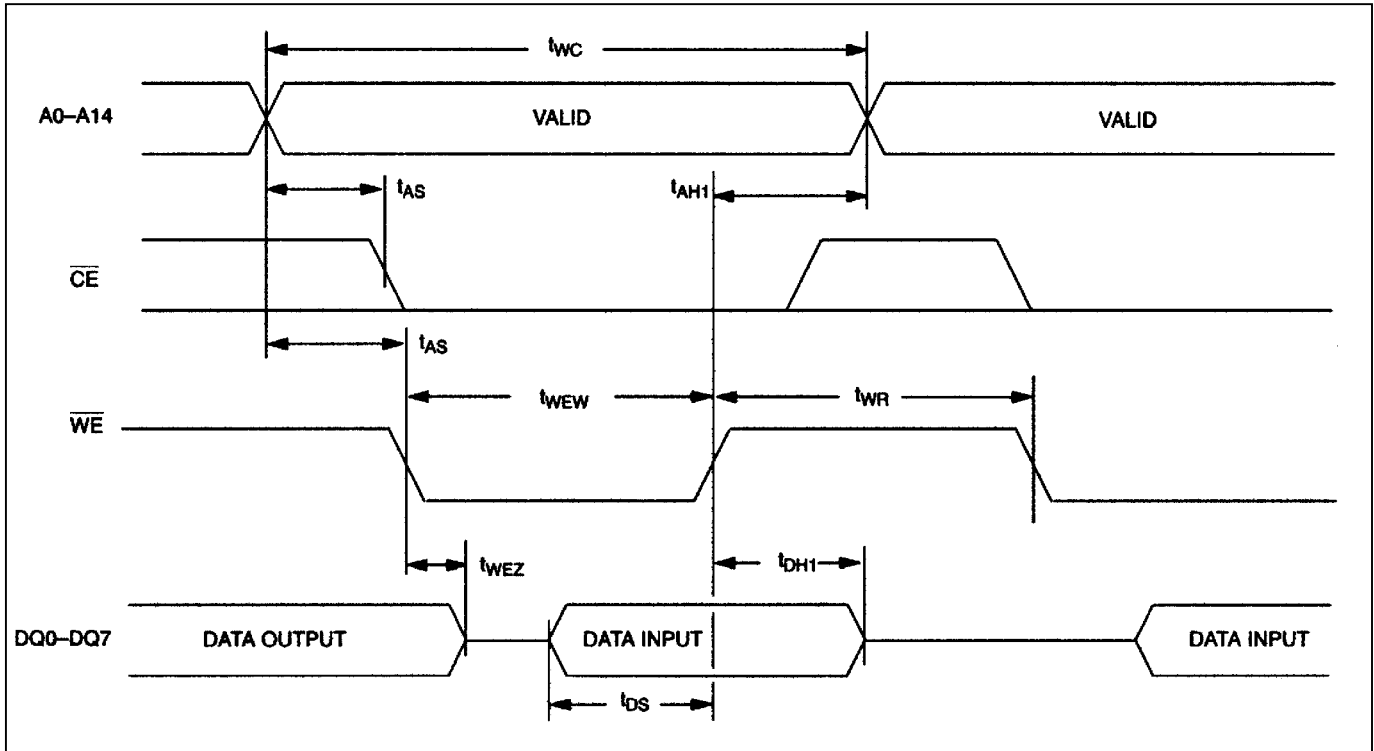 tWC
A0–A14
VALID
VALID
tAS
tAH1
CE
tAS
tWEW
tWR
WE
tWEZ
tDH1
DQ0–DQ7
DATA OUTPUT
DATA INPUT
DATA INPUT
tDS